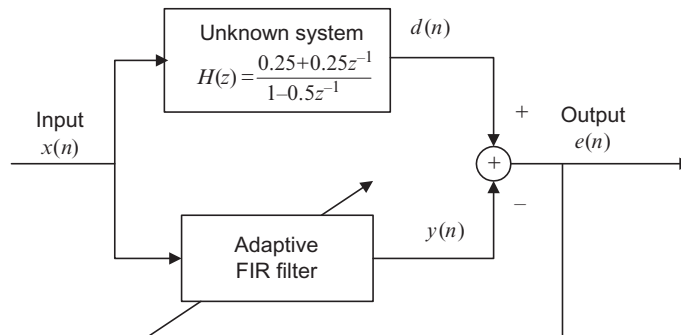 Unknown system
H(z) = 0.25+0.25z⁻¹ / 1–0.5z⁻¹
d(n)
Input
x(n)
+
Output
e(n)
+
–
Adaptive
FIR filter
y(n)